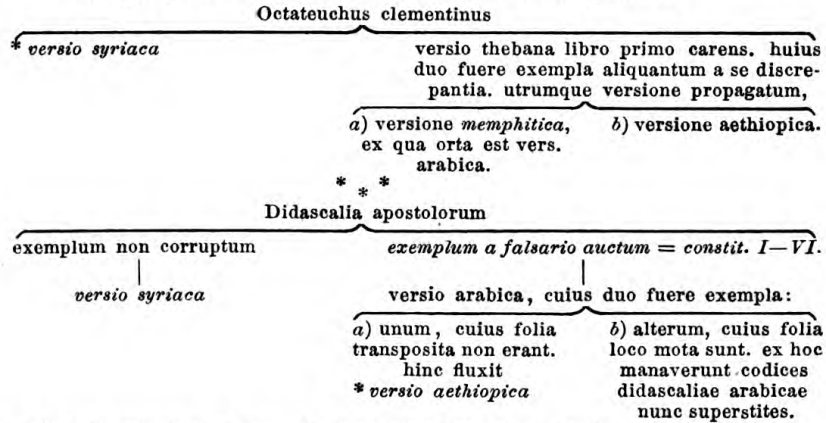 Octateuchus clementinus
* versio syriaca
versio thebana libro primo carens. huius
duo fuere exempla aliquantum a se discre-
pantia. utrumque versione propagatum,
a) versione memphitica,
ex qua orta est vers.
arabica.
b) versione aethiopica.
* * *
Didascalia apostolorum
exemplum non corruptum
versio syriaca
exemplum a falsario auctum = constit. I—VI.
versio arabica, cuius duo fuere exempla:
a) unum, cuius folia
transposita non erant.
hinc fluxit
* versio aethiopica
b) alterum, cuius folia
loco mota sunt. ex hoc
manaverunt codices
didascaliae arabicae
nunc superstites.